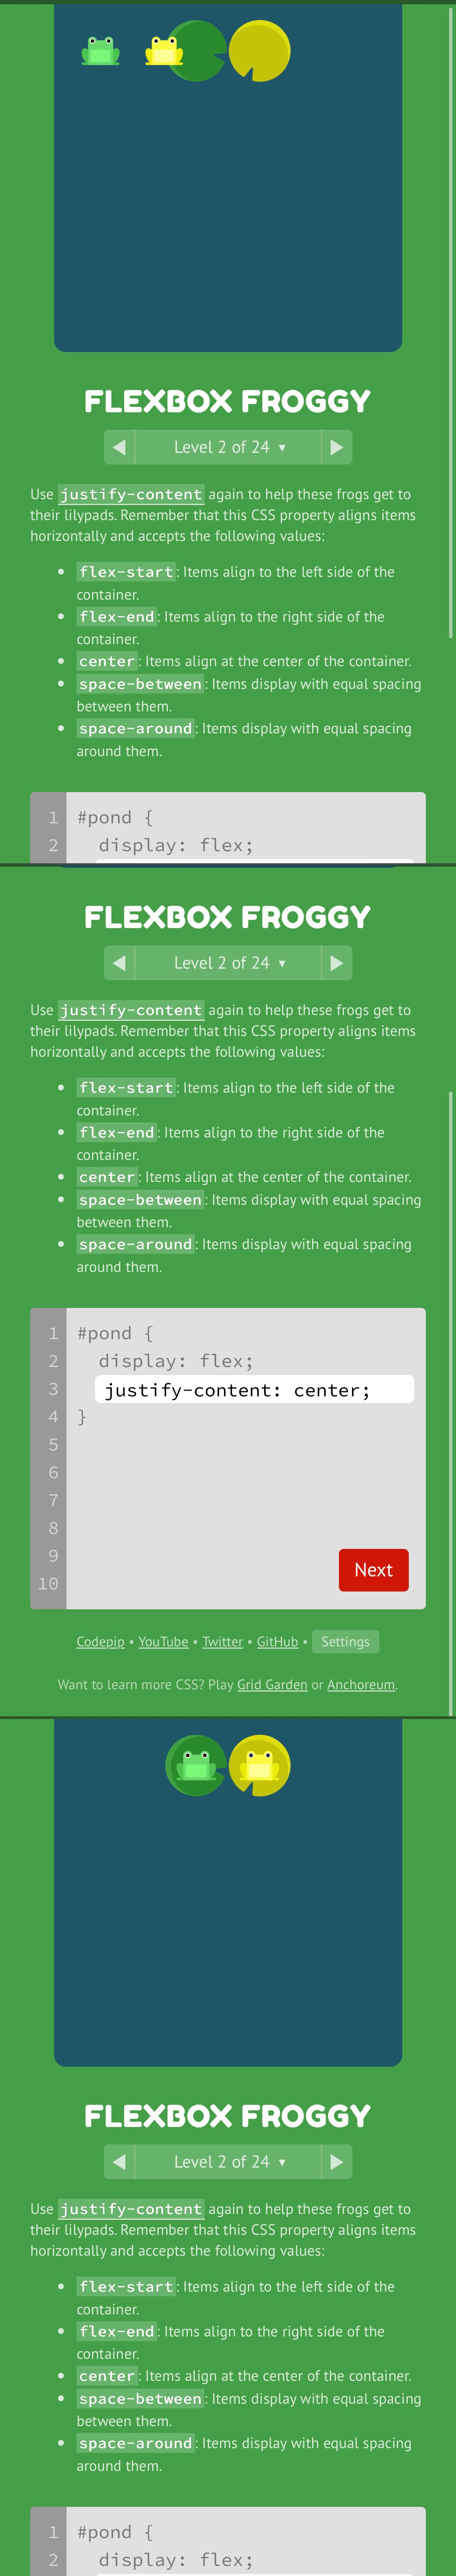 FLEXBOX FROGGY
Level 2 of 24 ▼
Use justify-content again to help these frogs get to
their lilypads. Remember that this CSS property aligns items
horizontally and accepts the following values:
• flex-start: Items align to the left side of the
container.
• flex-end: Items align to the right side of the
container.
• center: Items align at the center of the container.
• space-between: Items display with equal spacing
between them.
• space-around: Items display with equal spacing
around them.
1 #pond {
2 display: flex;
FLEXBOX FROGGY
Level 2 of 24 ▼
Use justify-content again to help these frogs get to
their lilypads. Remember that this CSS property aligns items
horizontally and accepts the following values:
• flex-start: Items align to the left side of the
container.
• flex-end: Items align to the right side of the
container.
• center: Items align at the center of the container.
• space-between: Items display with equal spacing
between them.
• space-around: Items display with equal spacing
around them.
1 #pond {
2 display: flex;
3 justify-content: center;
4 }
5
6
7
8
9
Next
10
Codepip • YouTube • Twitter • GitHub • Settings
Want to learn more CSS? Play Grid Garden or Anchoreum.
FLEXBOX FROGGY
Level 2 of 24 ▼
Use justify-content again to help these frogs get to
their lilypads. Remember that this CSS property aligns items
horizontally and accepts the following values:
• flex-start: Items align to the left side of the
container.
• flex-end: Items align to the right side of the
container.
• center: Items align at the center of the container.
• space-between: Items display with equal spacing
between them.
• space-around: Items display with equal spacing
around them.
1 #pond {
2 display: flex;